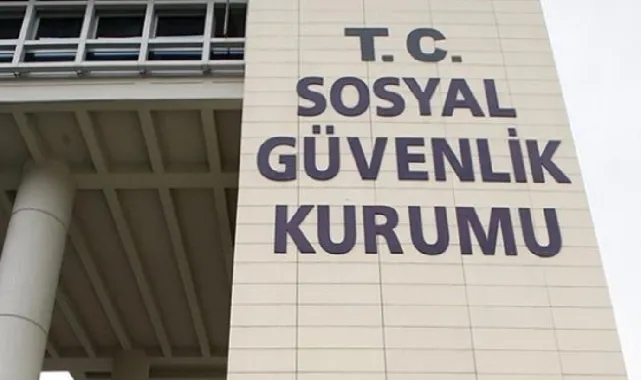 T. C.
SOSYAL
GÜVENLİK
KURUMU